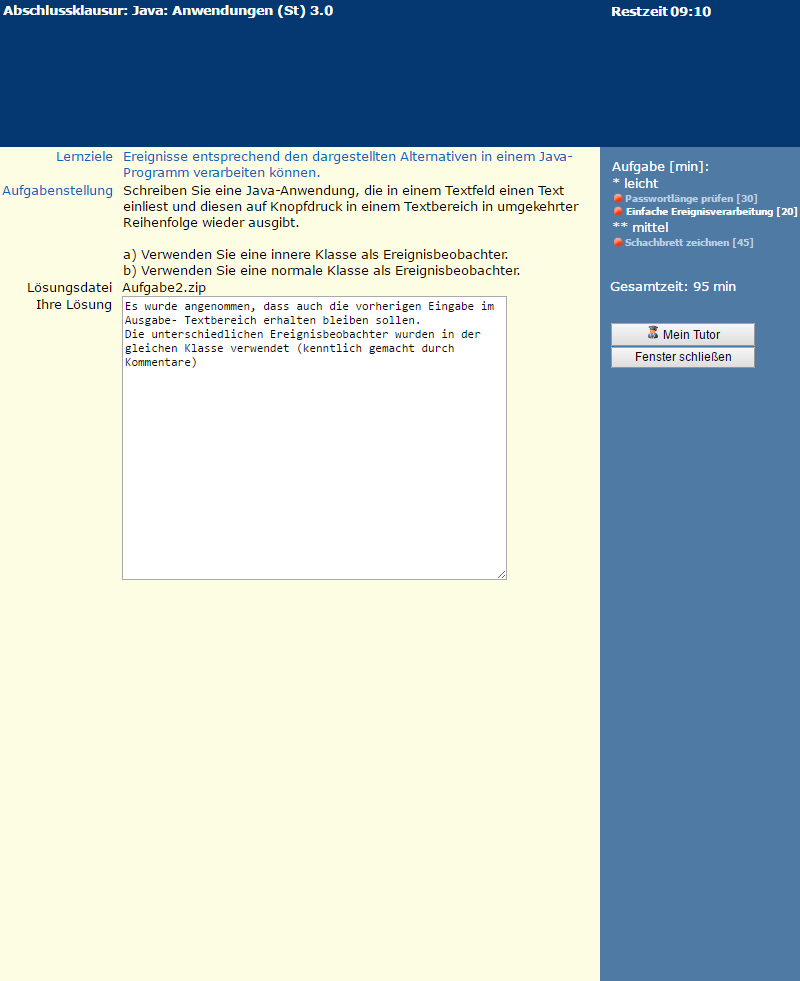 Abschlussklausur: Java: Anwendungen (St) 3.0
Restzeit 09:10
Lernziele
Ereignisse entsprechend den dargestellten Alternativen in einem Java-
Programm verarbeiten können.
Aufgabenstellung
Schreiben Sie eine Java-Anwendung, die in einem Textfeld einen Text
einliest und diesen auf Knopfdruck in einem Textbereich in umgekehrter
Reihenfolge wieder ausgibt.
a) Verwenden Sie eine innere Klasse als Ereignisbeobachter.
b) Verwenden Sie eine normale Klasse als Ereignisbeobachter.
Lösungsdatei
Aufgabe2.zip
Ihre Lösung
Es wurde angenommen, dass auch die vorherigen Eingabe im
Ausgabe- Textbereich erhalten bleiben sollen.
Die unterschiedlichen Ereignisbeobachter wurden in der
gleichen Klasse verwendet (kenntlich gemacht durch
Kommentare)
Aufgabe [min]:
* leicht
Passwortlänge prüfen [30]
Einfache Ereignisverarbeitung [20]
** mittel
Schachbrett zeichnen [45]
Gesamtzeit: 95 min
Mein Tutor
Fenster schließen